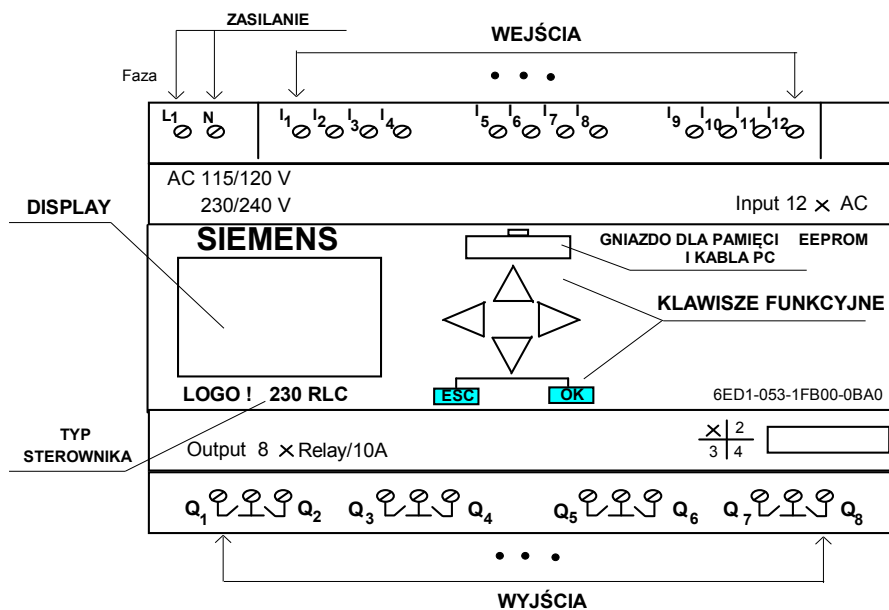 ZASILANIE
WEJŚCIA
Faza
• • •
L1 N I1 I2 I3 I4 I5 I6 I7 I8 I9 I10 I11 I12
AC 115/120 V
230/240 V
Input 12 × AC
DISPLAY
SIEMENS
GNIAZDO DLA PAMIĘCI EEPROM
I KABLA PC
KLAWISZE FUNKCYJNE
LOGO ! 230 RLC
ESC
OK
6ED1-053-1FB00-0BA0
TYP
STEROWNIKA
Output 8 × Relay/10A
× 2
3 4
Q1 Q2 Q3 Q4 Q5 Q6 Q7 Q8
• • •
WYJŚCIA